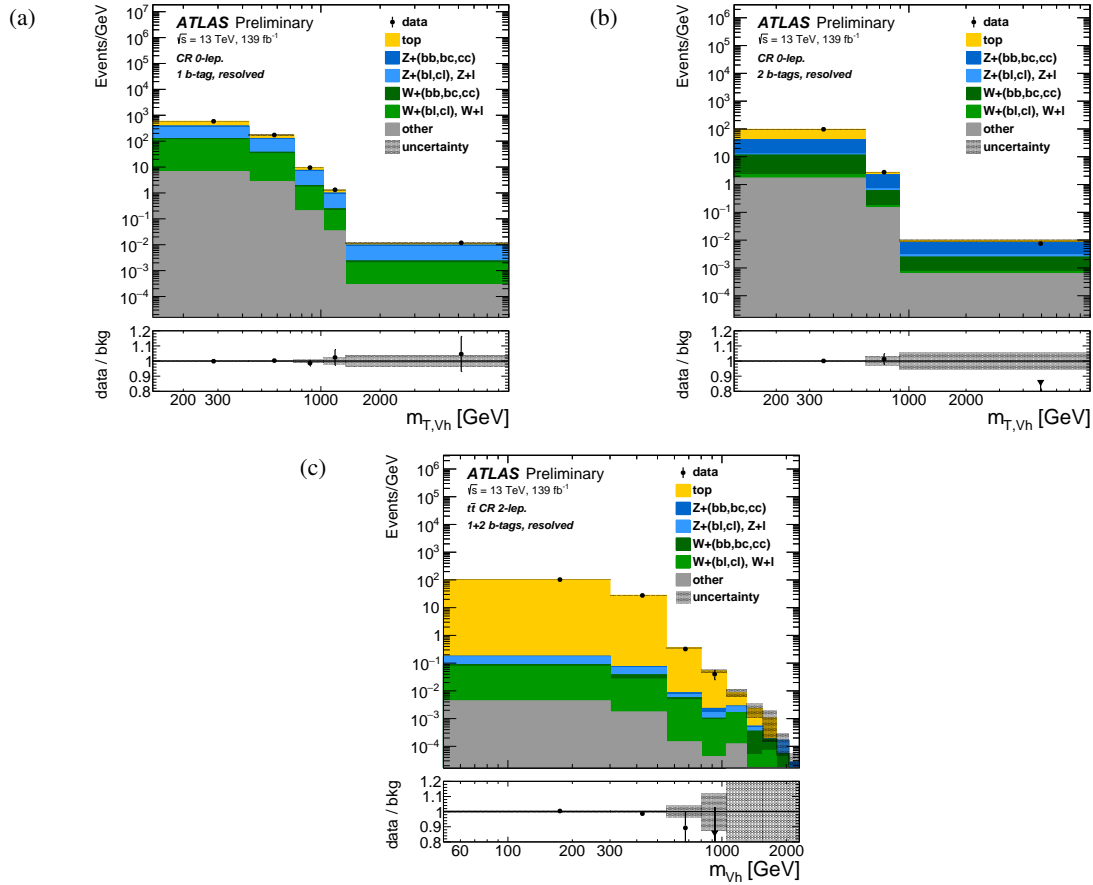 (a)
Events/GeV
10⁷
10⁶
10⁵
10⁴
10³
10²
10
1
10⁻¹
10⁻²
10⁻³
10⁻⁴
ATLAS Preliminary
√s = 13 TeV, 139 fb⁻¹
CR 0-lep.
1 b-tag, resolved
data
top
Z+(bb,bc,cc)
Z+(bl,cl), Z+l
W+(bb,bc,cc)
W+(bl,cl), W+l
other
uncertainty
data / bkg
1.2
1.1
1
0.9
0.8
200 300 1000 2000
m_{T,Vh} [GeV]
(b)
Events/GeV
10⁶
10⁵
10⁴
10³
10²
10
1
10⁻¹
10⁻²
10⁻³
10⁻⁴
ATLAS Preliminary
√s = 13 TeV, 139 fb⁻¹
CR 0-lep.
2 b-tags, resolved
data
top
Z+(bb,bc,cc)
Z+(bl,cl), Z+l
W+(bb,bc,cc)
W+(bl,cl), W+l
other
uncertainty
data / bkg
1.2
1.1
1
0.9
0.8
200 300 1000 2000
m_{T,Vh} [GeV]
(c)
Events/GeV
10⁶
10⁵
10⁴
10³
10²
10
1
10⁻¹
10⁻²
10⁻³
10⁻⁴
ATLAS Preliminary
√s = 13 TeV, 139 fb⁻¹
tt̄ CR 2-lep.
1+2 b-tags, resolved
data
top
Z+(bb,bc,cc)
Z+(bl,cl), Z+l
W+(bb,bc,cc)
W+(bl,cl), W+l
other
uncertainty
data / bkg
1.2
1.1
1
0.9
0.8
60 100 200 300 1000 2000
m_{Vh} [GeV]